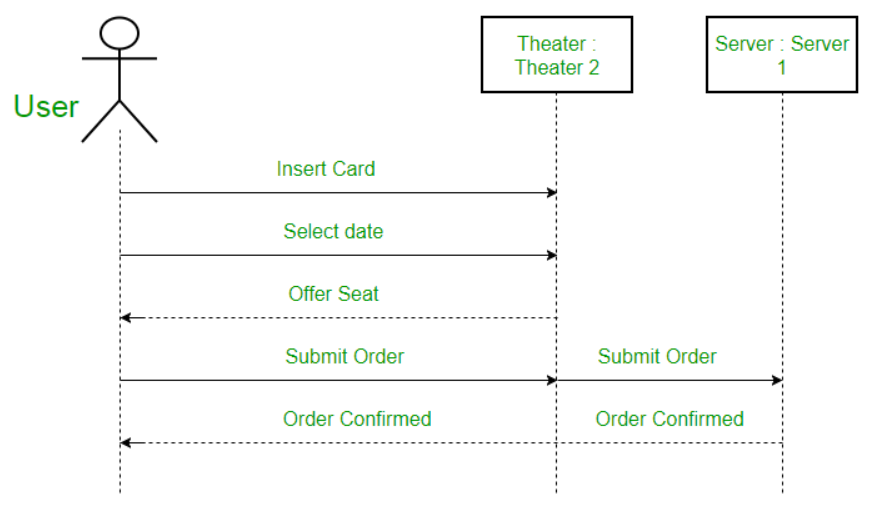 User
Theater :
Theater 2
Server : Server
1
Insert Card
Select date
Offer Seat
Submit Order
Submit Order
Order Confirmed
Order Confirmed